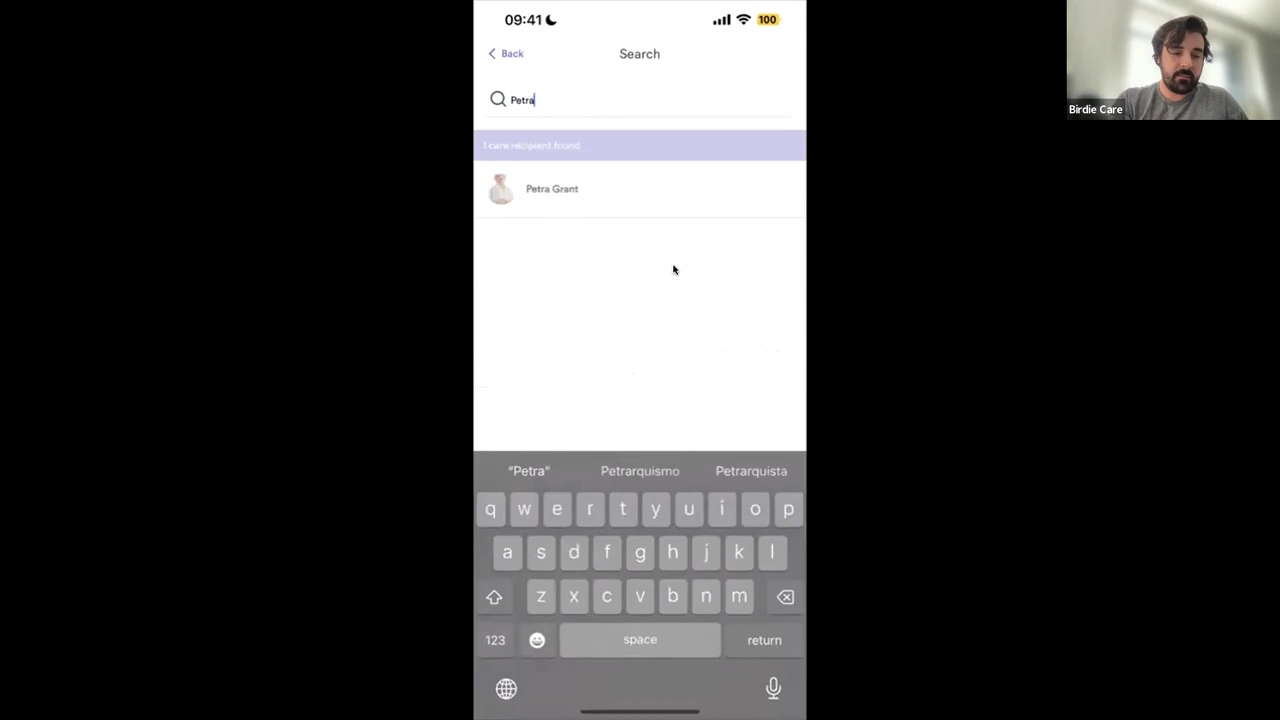 09:41
100
Back
Search
Petra
1 care recipient found
Petra Grant
"Petra"
Petrarquismo
Petrarquista
q w e r t y u i o p
a s d f g h j k l
z x c v b n m
123
space
return
Birdie Care